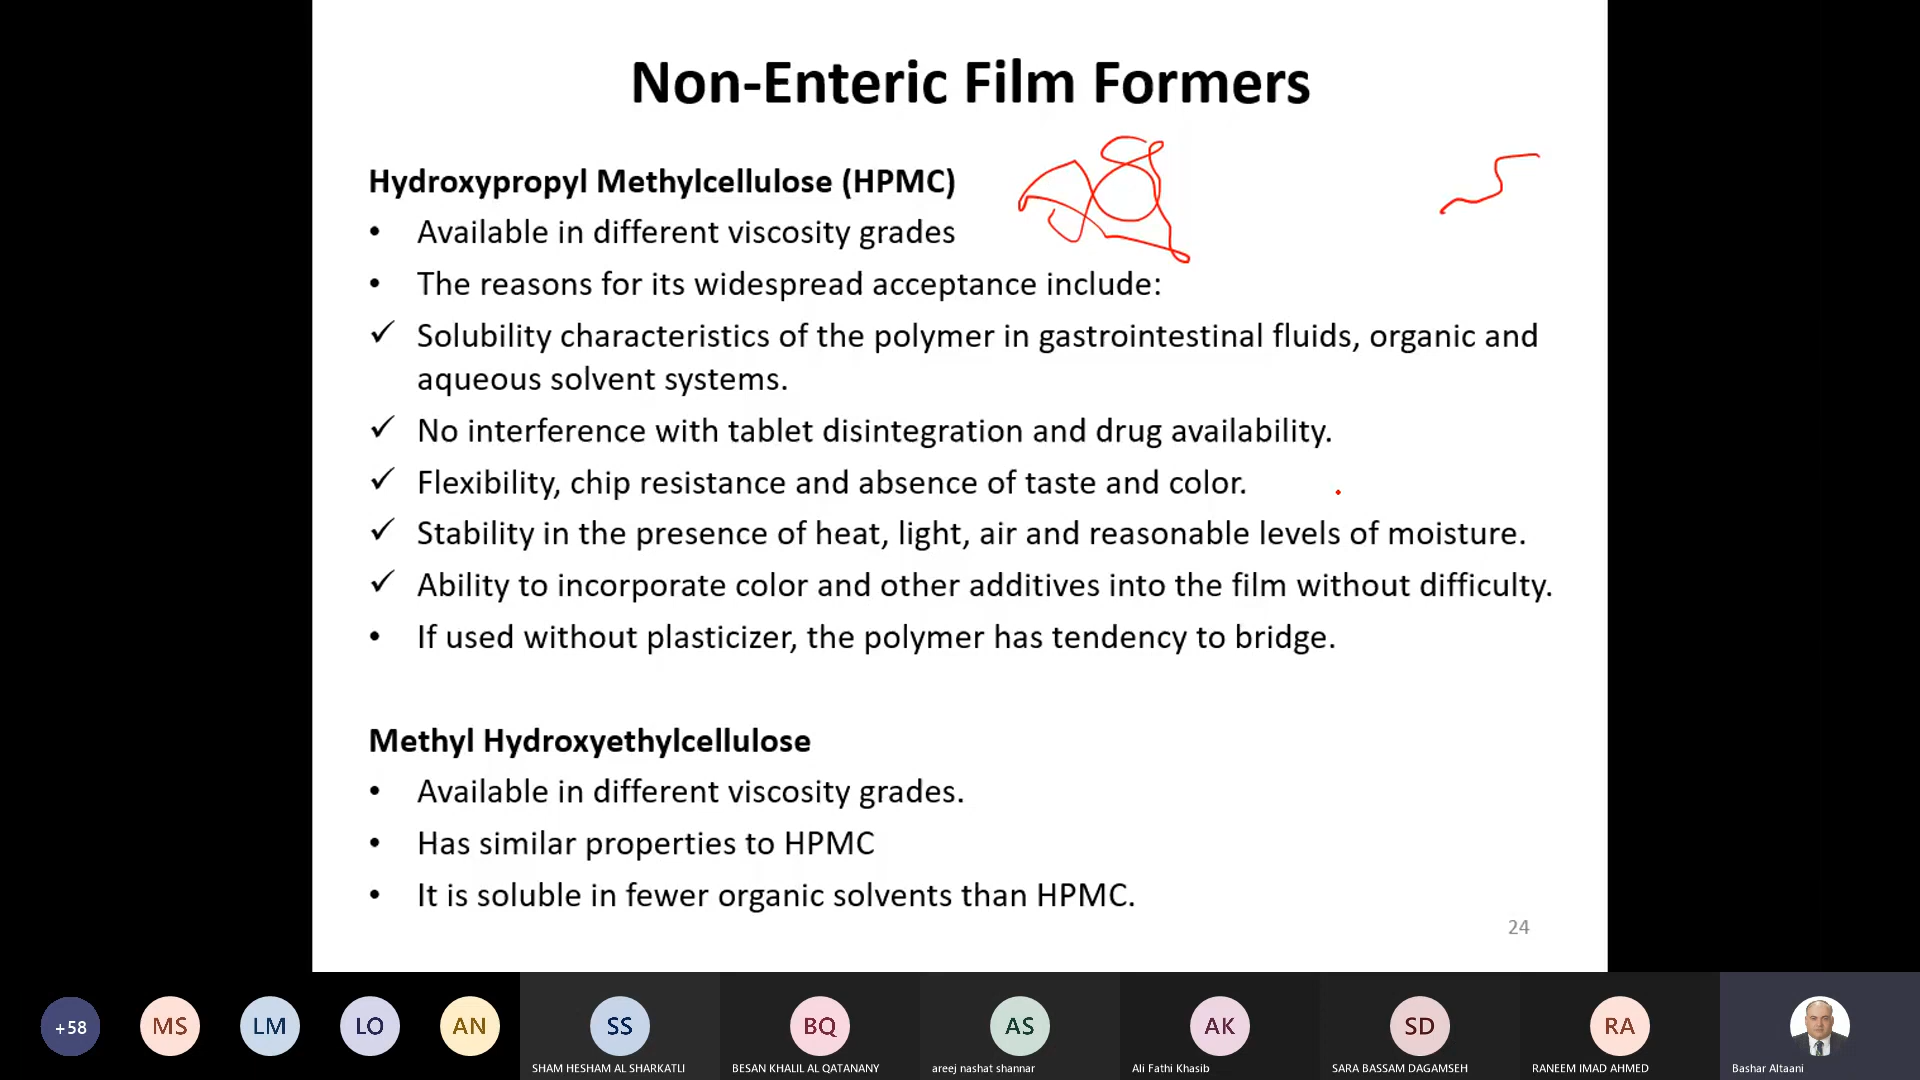 Non-Enteric Film Formers
Hydroxypropyl Methylcellulose (HPMC)
• Available in different viscosity grades
• The reasons for its widespread acceptance include:
✓ Solubility characteristics of the polymer in gastrointestinal fluids, organic and
aqueous solvent systems.
✓ No interference with tablet disintegration and drug availability.
✓ Flexibility, chip resistance and absence of taste and color.
✓ Stability in the presence of heat, light, air and reasonable levels of moisture.
✓ Ability to incorporate color and other additives into the film without difficulty.
• If used without plasticizer, the polymer has tendency to bridge.
Methyl Hydroxyethylcellulose
• Available in different viscosity grades.
• Has similar properties to HPMC
• It is soluble in fewer organic solvents than HPMC.
24
+58 MS LM LO AN SS BQ AS AK SD RA
SHAM HESHAM AL SHARKATLI BESAN KHALIL AL QATANANY areej nashat shannar Ali Fathi Khasib SARA BASSAM DAGAMSEH RANEEM IMAD AHMED Bashar Altaani